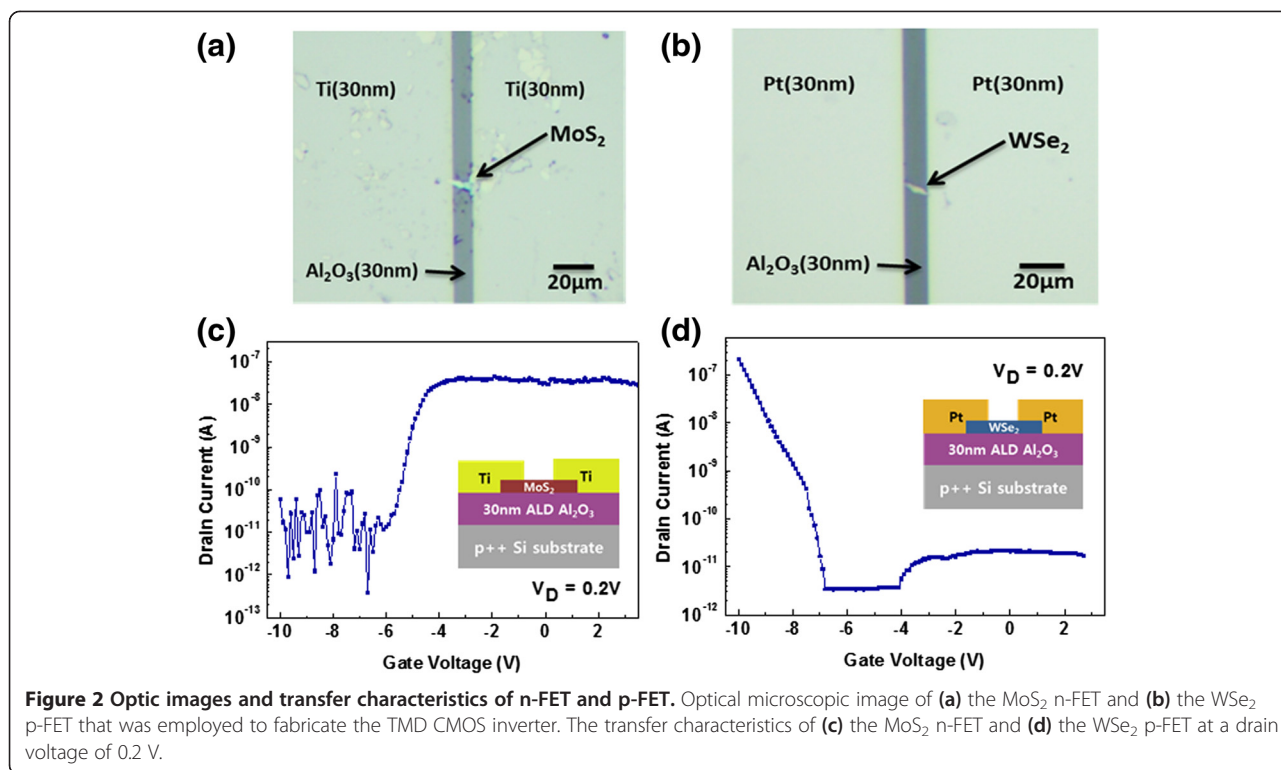 (a)
Ti(30nm)
Ti(30nm)
MoS₂
Al₂O₃(30nm)
20µm
(b)
Pt(30nm)
Pt(30nm)
WSe₂
Al₂O₃(30nm)
20µm
(c)
10⁻⁷
10⁻⁸
10⁻⁹
10⁻¹⁰
10⁻¹¹
10⁻¹²
10⁻¹³
Drain Current (A)
Ti
Ti
MoS₂
30nm ALD Al₂O₃
p++ Si substrate
V_D = 0.2V
-10 -8 -6 -4 -2 0 2
Gate Voltage (V)
(d)
10⁻⁷
10⁻⁸
10⁻⁹
10⁻¹⁰
10⁻¹¹
10⁻¹²
Drain Current (A)
V_D = 0.2V
Pt
Pt
WSe₂
30nm ALD Al₂O₃
p++ Si substrate
-10 -8 -6 -4 -2 0 2
Gate Voltage (V)
Figure 2 Optic images and transfer characteristics of n-FET and p-FET. Optical microscopic image of (a) the MoS₂ n-FET and (b) the WSe₂
p-FET that was employed to fabricate the TMD CMOS inverter. The transfer characteristics of (c) the MoS₂ n-FET and (d) the WSe₂ p-FET at a drain
voltage of 0.2 V.